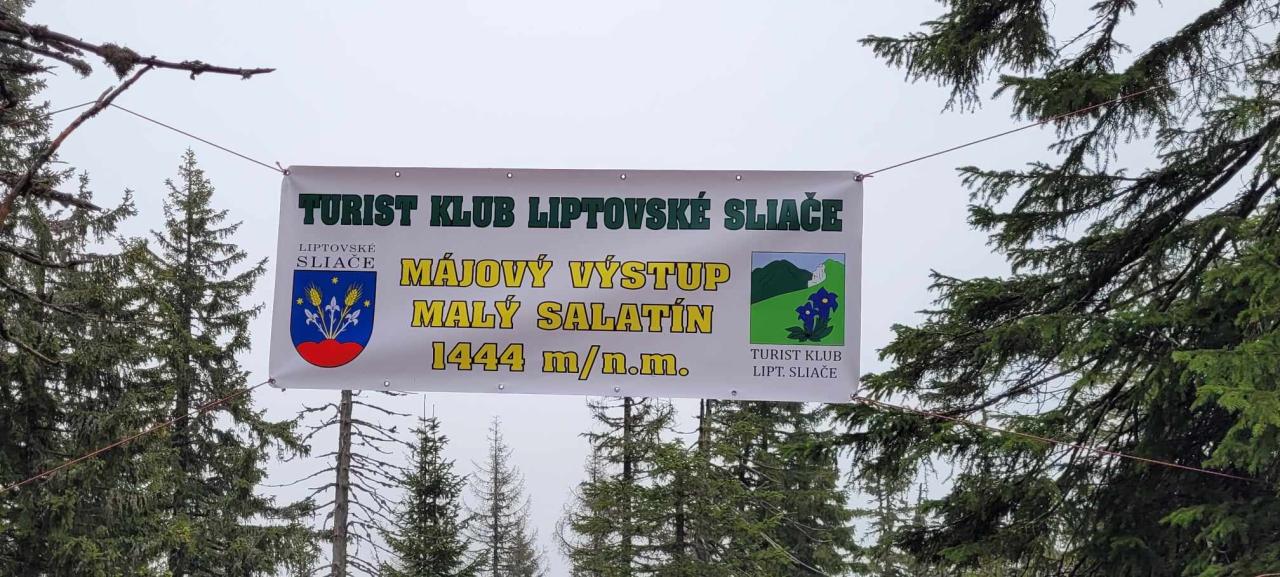 TURIST KLUB LIPTOVSKÉ SLIAČE
LIPTOVSKÉ
SLIAČE
MÁJOVÝ VÝSTUP
MALÝ SALATÍN
1444 m/n.m.
TURIST KLUB
LIPT. SLIAČE